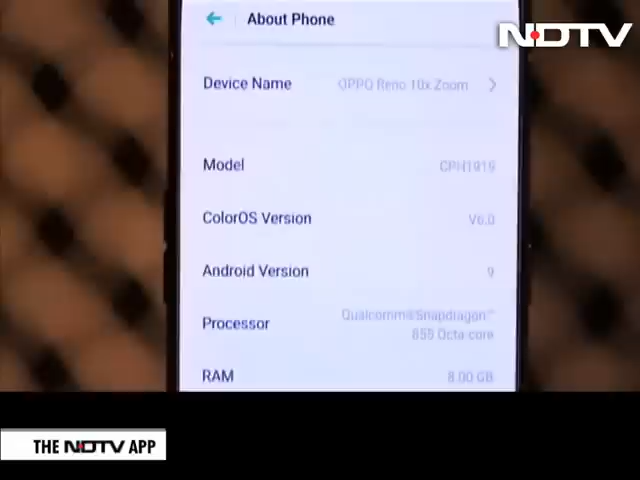 About Phone
NDTV
Device Name OPPO Reno 10x Zoom
Model CPH1919
ColorOS Version V6.0
Android Version 9
Processor Qualcomm®Snapdragon™
855 Octa core
RAM 8.00 GB
THE NDTV APP